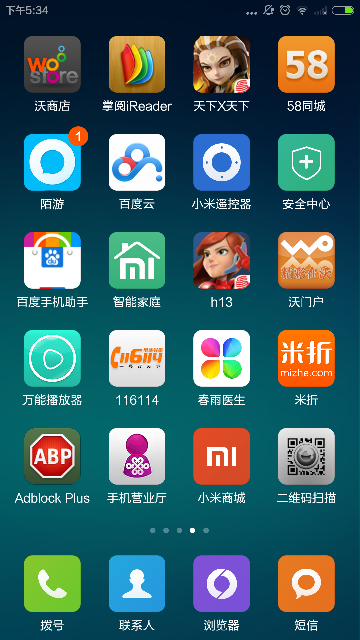 下午5:34
wo
store
58
沃商店
掌阅iReader
天下X天下
58同城
1
陌游
百度云
小米遥控器
安全中心
百度手机助手
智能家庭
h13
沃门户
116114
米折
mizhe.com
万能播放器
116114
春雨医生
米折
ABP
Adblock Plus
手机营业厅
小米商城
二维码扫描
拨号
联系人
浏览器
短信